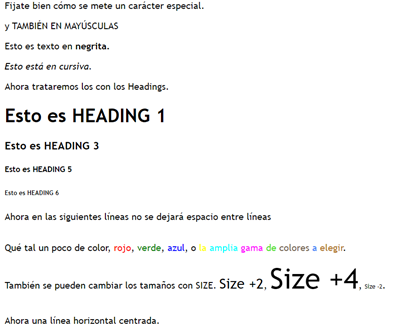 Fíjate bien cómo se mete un carácter especial.
y TAMBIÉN EN MAYÚSCULAS
Esto es texto en negrita.
Esto está en cursiva.
Ahora trataremos los con los Headings.
Esto es HEADING 1
Esto es HEADING 3
Esto es HEADING 5
Esto es HEADING 6
Ahora en las siguientes líneas no se dejará espacio entre líneas
Qué tal un poco de color, rojo, verde, azul, o la amplia gama de colores a elegir.
También se pueden cambiar los tamaños con SIZE. Size +2, Size +4, Size -2.
Ahora una línea horizontal centrada.